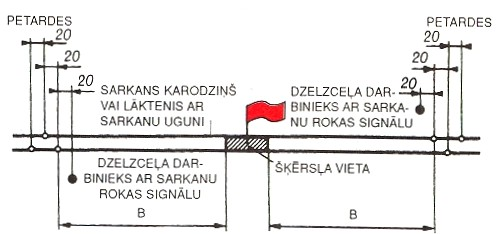 PETARDES
20
20
20
SARKANS KARODZIŅŠ
VAI LĀKTENIS AR
SARKANU UGUNI
DZELZCEĻA DAR-
BINIEKS AR SARKANU
ROKAS SIGNĀLU
B
PETARDES
20
20
20
DZELZCEĻA DAR-
BINIEKS AR SARKA-
NU ROKAS SIGNĀLU
ŠĶĒRSĻA VIETA
B